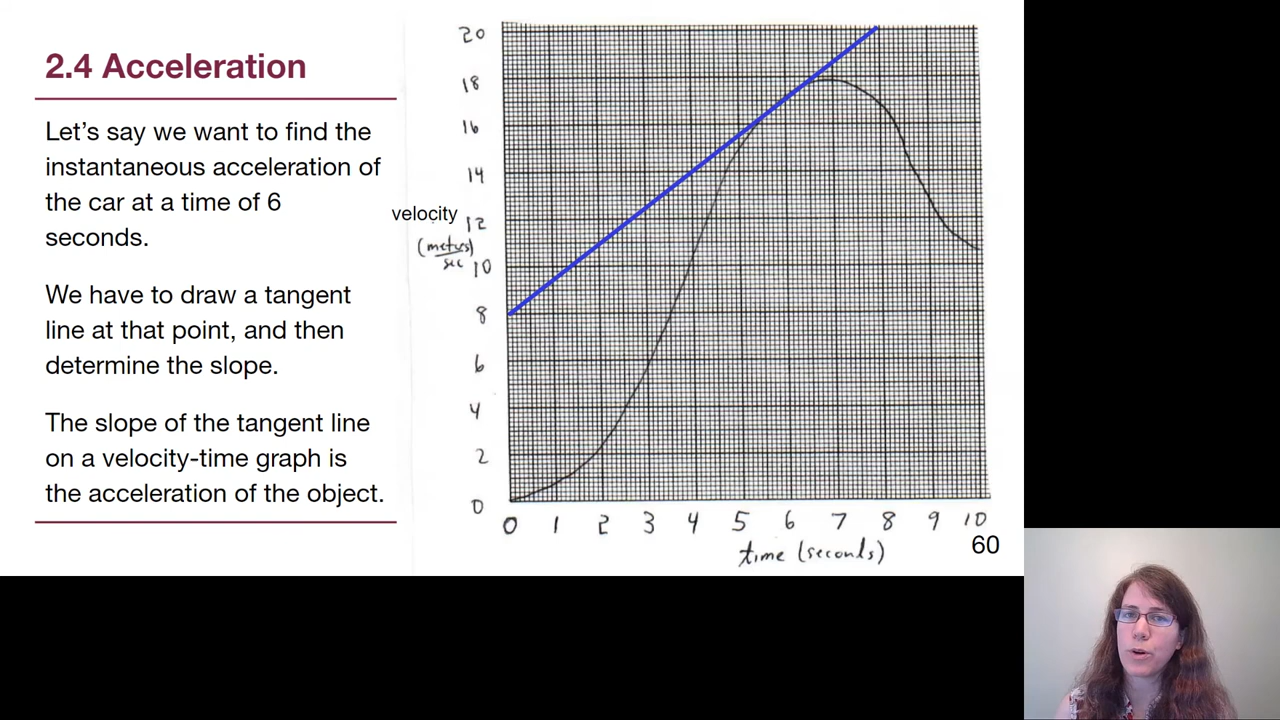 2.4 Acceleration
Let's say we want to find the
instantaneous acceleration of
the car at a time of 6
seconds.
We have to draw a tangent
line at that point, and then
determine the slope.
The slope of the tangent line
on a velocity-time graph is
the acceleration of the object.
20
18
16
14
velocity
12
(meters
sec
10
8
6
4
2
0
0 1 2 3 4 5 6 7 8 9 10
time (seconds)
60